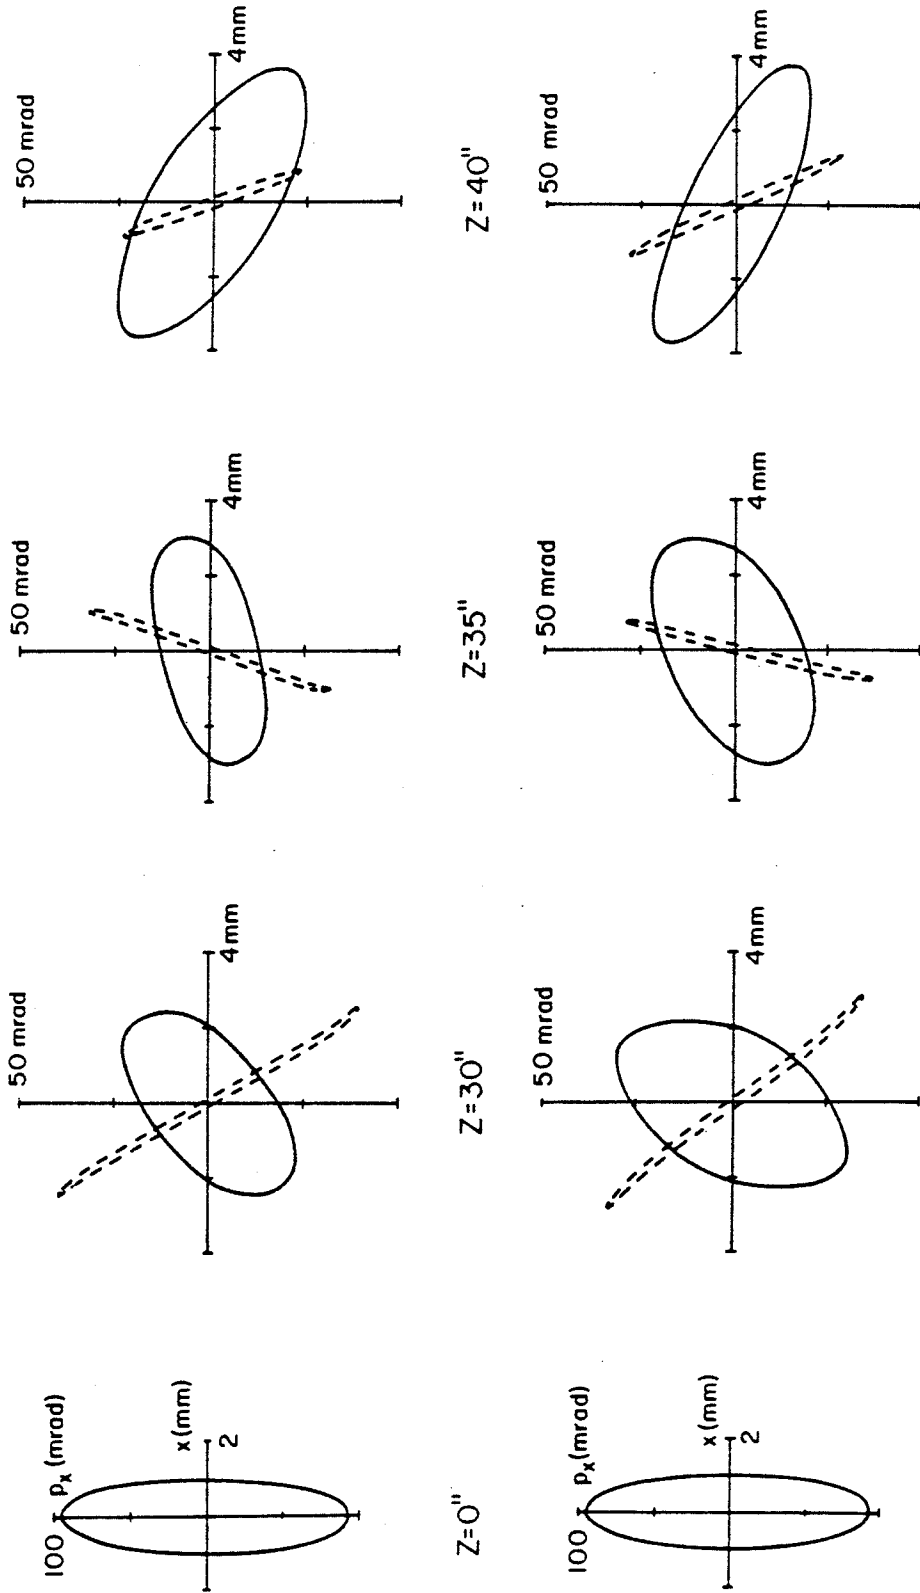 100
pₓ (mrad)
x (mm)
2
50 mrad
4mm
50 mrad
4mm
50 mrad
4mm
Z=0"
Z=30"
Z=35"
Z=40"
100
pₓ (mrad)
x (mm)
2
50 mrad
4mm
50 mrad
4mm
50 mrad
4mm